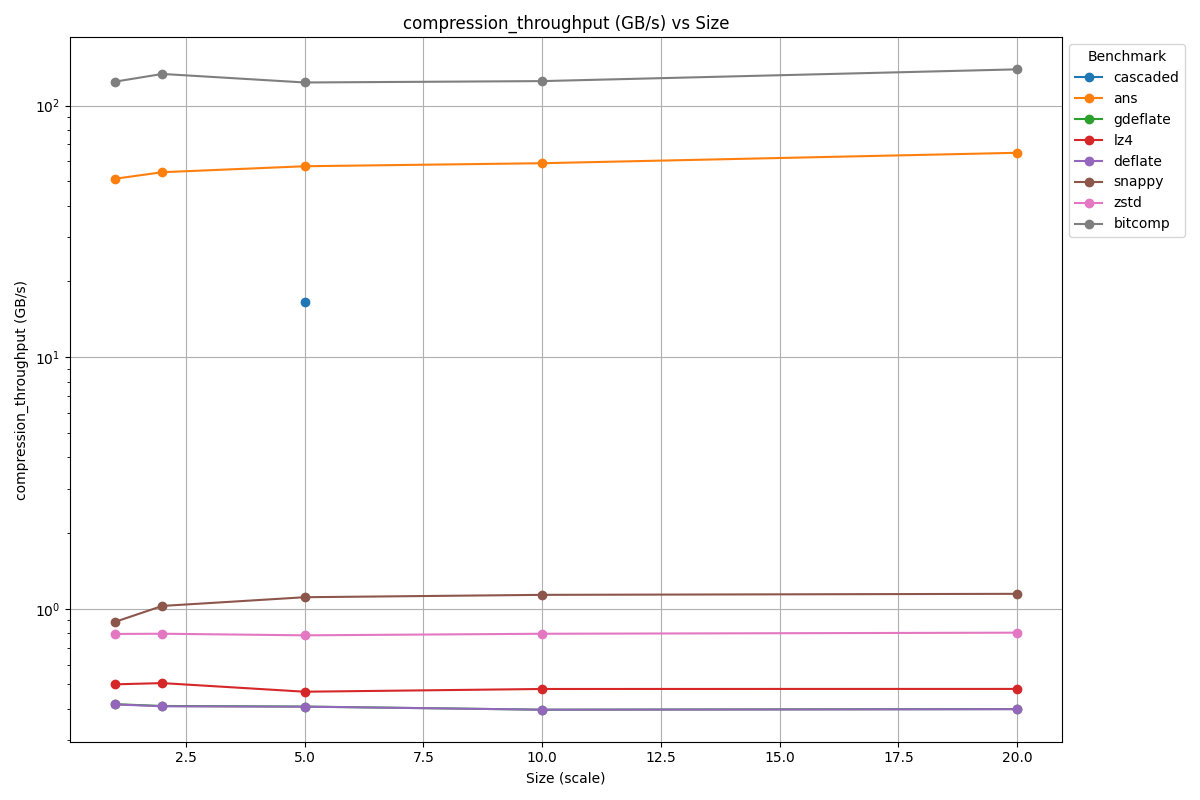 compression_throughput (GB/s) vs Size
compression_throughput (GB/s)
10²
10¹
10⁰
2.5 5.0 7.5 10.0 12.5 15.0 17.5 20.0
Size (scale)
Benchmark
cascaded
ans
gdeflate
lz4
deflate
snappy
zstd
bitcomp